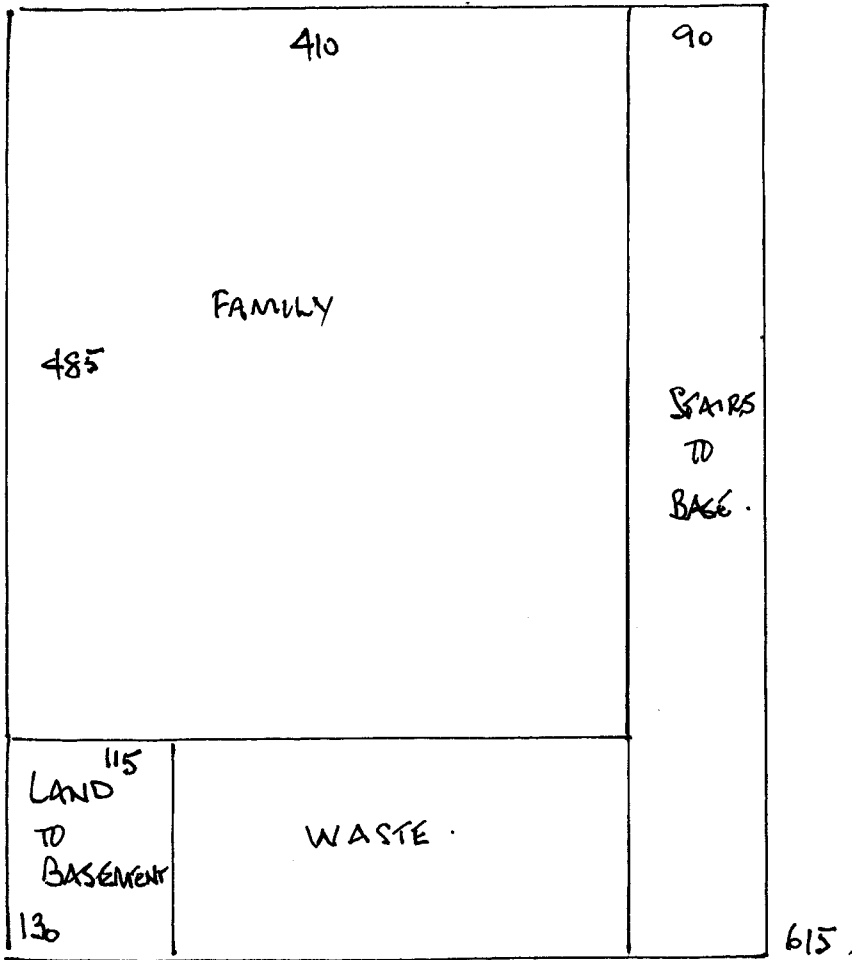 410
90
FAMILY
485
STAIRS
TO
BASE.
115
LAND
TO
BASEMENT
WASTE.
130
615.